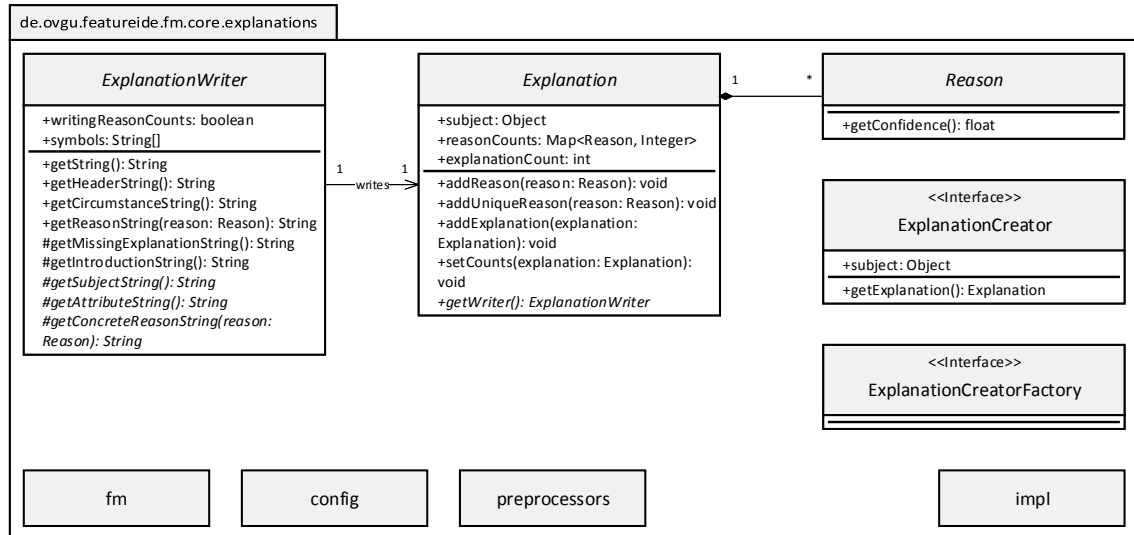 de.ovgu.featureide.fm.core.explanations
ExplanationWriter
+writingReasonCounts: boolean
+symbols: String[]
+getString(): String
+getHeaderString(): String
+getCircumstanceString(): String
+getReasonString(reason: Reason): String
#getMissingExplanationString(): String
#getIntroductionString(): String
#getSubjectString(): String
#getAttributeString(): String
#getConcreteReasonString(reason:
Reason): String
1
writes
1
Explanation
+subject: Object
+reasonCounts: Map<Reason, Integer>
+explanationCount: int
+addReason(reason: Reason): void
+addUniqueReason(reason: Reason): void
+addExplanation(explanation:
Explanation): void
+setCounts(explanation: Explanation):
void
+getWriter(): ExplanationWriter
1
*
Reason
+getConfidence(): float
<<Interface>>
ExplanationCreator
+subject: Object
+getExplanation(): Explanation
<<Interface>>
ExplanationCreatorFactory
fm
config
preprocessors
impl